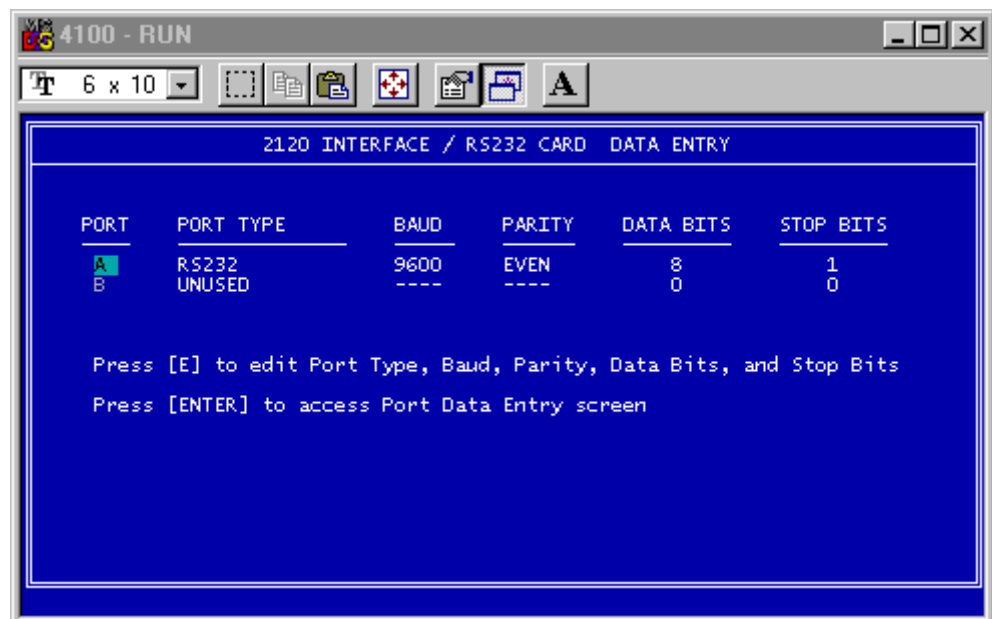 4100 - RUN
6 x 10
A
2120 INTERFACE / RS232 CARD DATA ENTRY
PORT PORT TYPE BAUD PARITY DATA BITS STOP BITS
A RS232 9600 EVEN 8 1
B UNUSED ---- ---- 0 0
Press [E] to edit Port Type, Baud, Parity, Data Bits, and Stop Bits
Press [ENTER] to access Port Data Entry screen